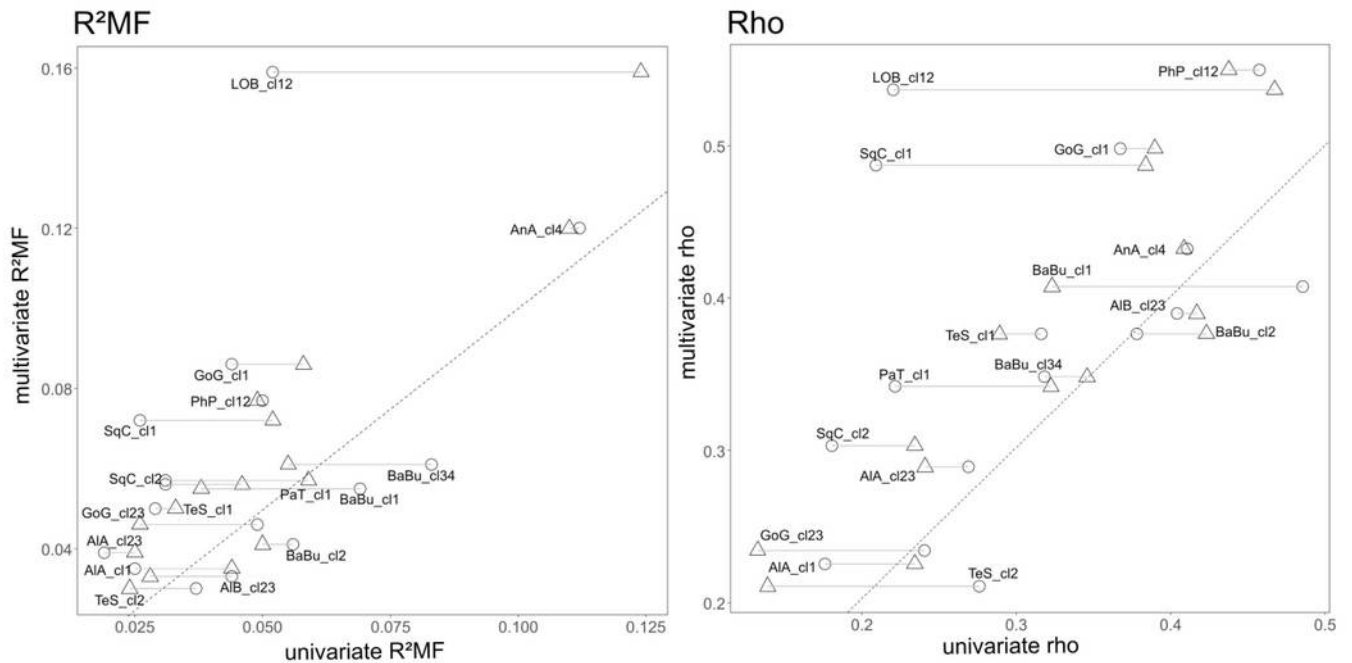 R²MF
0.16
LOB_cl12
0.12
AnA_cl4
multivariate R²MF
0.08
GoG_cl1
PhP_cl12
SqC_cl1
SqC_cl2
BaBu_cl34
PaT_cl1
BaBu_cl1
GoG_cl23
TeS_cl1
0.04
AlA_cl23
BaBu_cl2
AlA_cl1
AlB_cl23
TeS_cl2
0.025
0.050
0.075
0.100
0.125
univariate R²MF
Rho
PhP_cl12
LOB_cl12
0.5
SqC_cl1
GoG_cl1
multivariate rho
AnA_cl4
BaBu_cl1
0.4
AlB_cl23
TeS_cl1
BaBu_cl2
PaT_cl1
BaBu_cl34
SqC_cl2
0.3
AlA_cl23
GoG_cl23
AlA_cl1
TeS_cl2
0.2
0.2
0.3
0.4
0.5
univariate rho